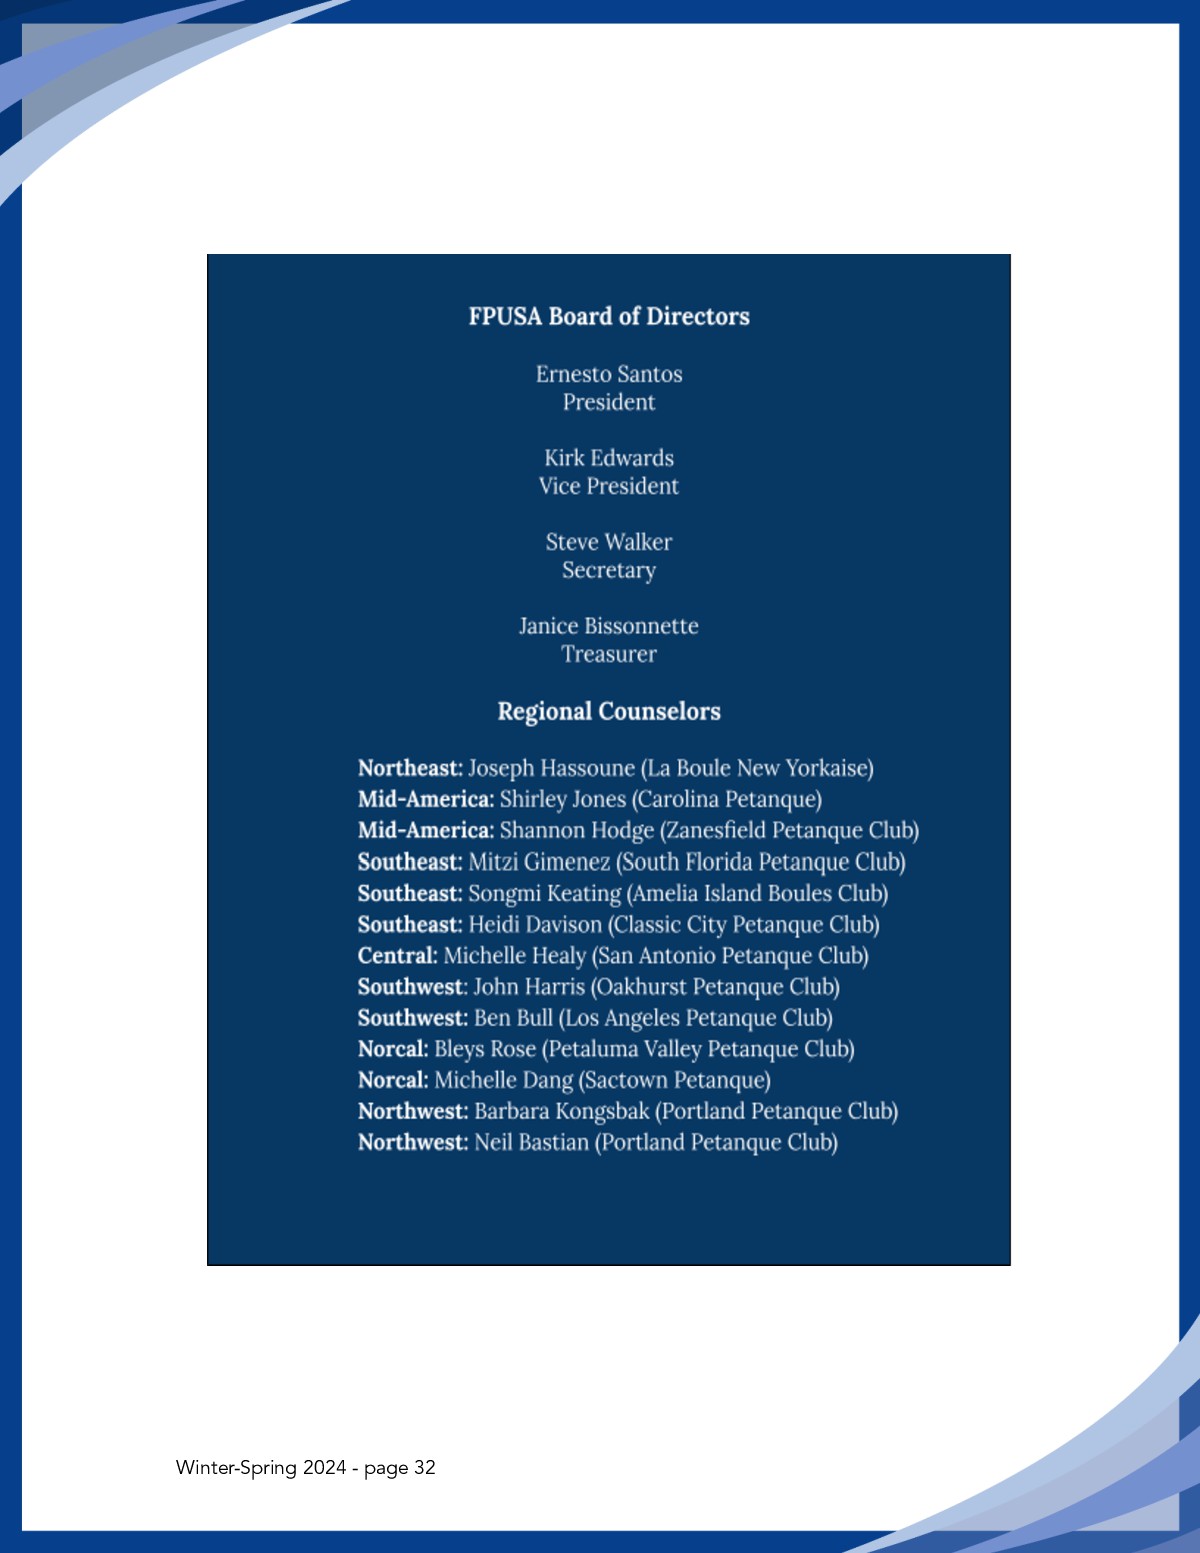 FPUSA Board of Directors
Ernesto Santos
President
Kirk Edwards
Vice President
Steve Walker
Secretary
Janice Bissonnette
Treasurer
Regional Counselors
Northeast: Joseph Hassoune (La Boule New Yorkaise)
Mid-America: Shirley Jones (Carolina Petanque)
Mid-America: Shannon Hodge (Zanesfield Petanque Club)
Southeast: Mitzi Gimenez (South Florida Petanque Club)
Southeast: Songmi Keating (Amelia Island Boules Club)
Southeast: Heidi Davison (Classic City Petanque Club)
Central: Michelle Healy (San Antonio Petanque Club)
Southwest: John Harris (Oakhurst Petanque Club)
Southwest: Ben Bull (Los Angeles Petanque Club)
Norcal: Bleys Rose (Petaluma Valley Petanque Club)
Norcal: Michelle Dang (Sactown Petanque)
Northwest: Barbara Kongsbak (Portland Petanque Club)
Northwest: Neil Bastian (Portland Petanque Club)
Winter-Spring 2024 - page 32